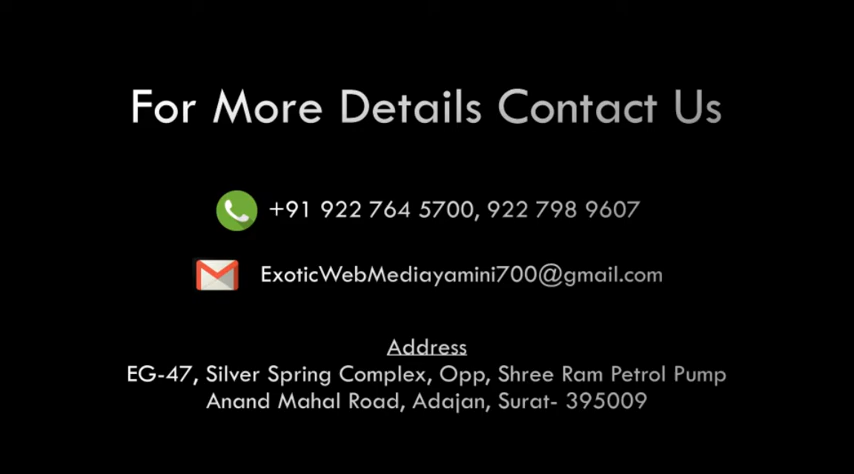 For More Details Contact Us
+91 922 764 5700, 922 798 9607
ExoticWebMediayamini700@gmail.com
Address
EG-47, Silver Spring Complex, Opp, Shree Ram Petrol Pump
Anand Mahal Road, Adajan, Surat- 395009